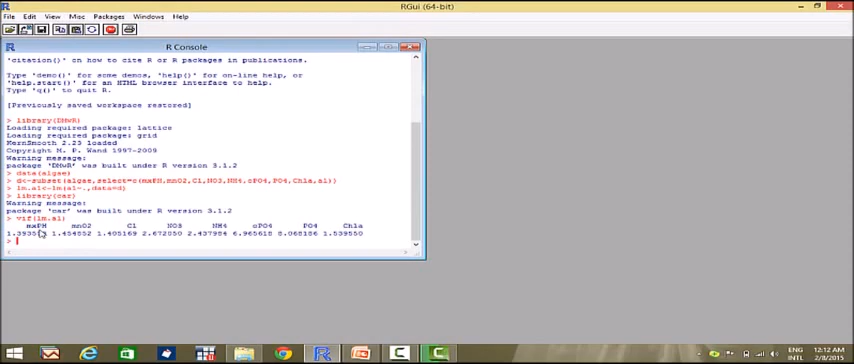 RGui (64-bit)
File Edit View Misc Packages Windows Help
R Console
'citation()' on how to cite R or R packages in publications.
Type 'demo()' for some demos, 'help()' for on-line help, or
'help.start()' for an HTML browser interface to help.
Type 'q()' to quit R.
[Previously saved workspace restored]
> library(DMwR)
Loading required package: lattice
Loading required package: grid
KernSmooth 2.23 loaded
Copyright M. P. Wand 1997-2009
Warning message:
package 'DMwR' was built under R version 3.1.2
> data(algae)
> d<-subset(algae,select=c(mxPH,mnO2,Cl,NO3,NH4,oPO4,PO4,Chla,a1))
> lm.a1<-lm(a1~.,data=d)
> library(car)
Warning message:
package 'car' was built under R version 3.1.2
> vif(lm.a1)
mxPH mnO2 Cl NO3 NH4 oPO4 PO4 Chla
1.454852 1.405169 2.672850 2.437984 6.965618 8.068186 1.539550
>
ENG
INTL
12:12 AM
2/8/2015